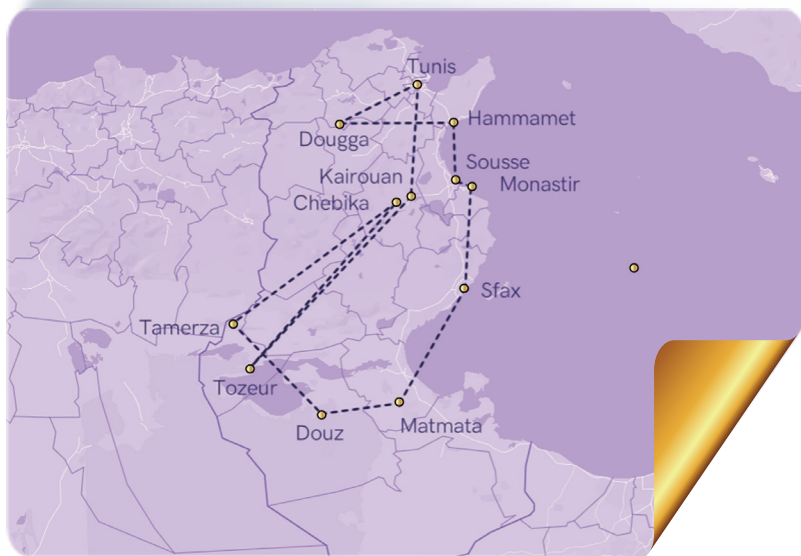 Tunis
Hammamet
Dougga
Sousse
Kairouan
Monastir
Chebika
Sfax
Tamerza
Tozeur
Matmata
Douz